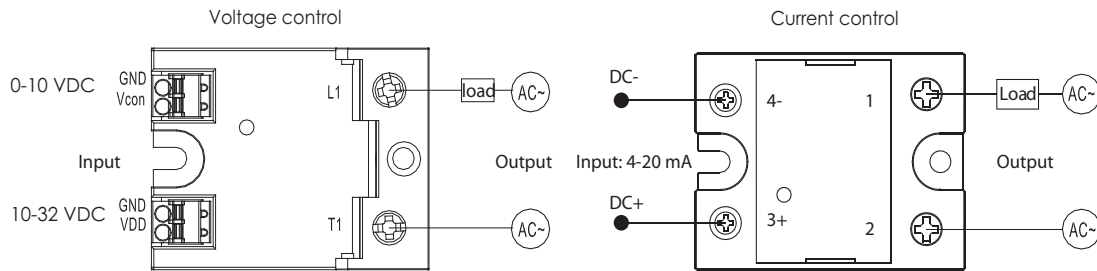 Voltage control
0-10 VDC
GND
Vcon
L1
load
AC~
Input
Output
10-32 VDC
GND
VDD
T1
AC~
Current control
DC-
4-
1
Load
AC~
Input: 4-20 mA
Output
DC+
3+
2
AC~